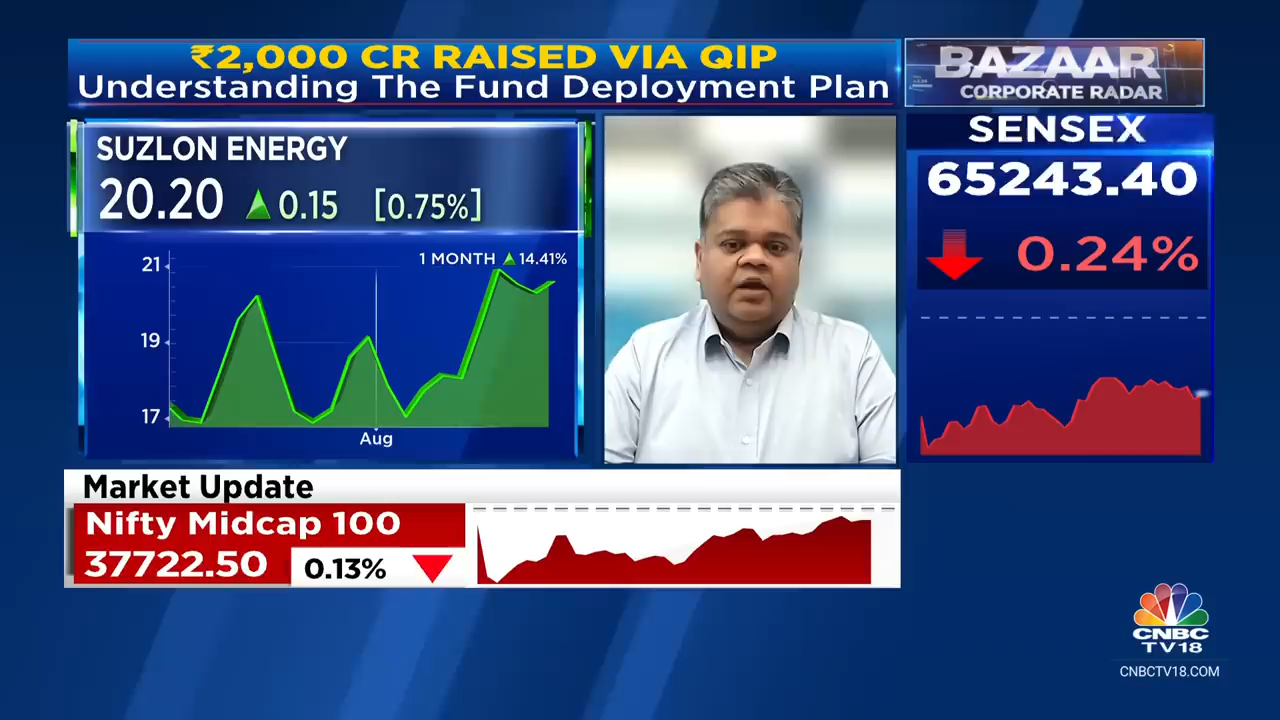 ₹2,000 CR RAISED VIA QIP
Understanding The Fund Deployment Plan
BAZAAR
CORPORATE RADAR
SUZLON ENERGY
20.20 ▲ 0.15 [0.75%]
1 MONTH ▲ 14.41%
21
19
17
Aug
SENSEX
65243.40
0.24%
Market Update
Nifty Midcap 100
37722.50 0.13%
CNBC
TV18
CNBCTV18.COM